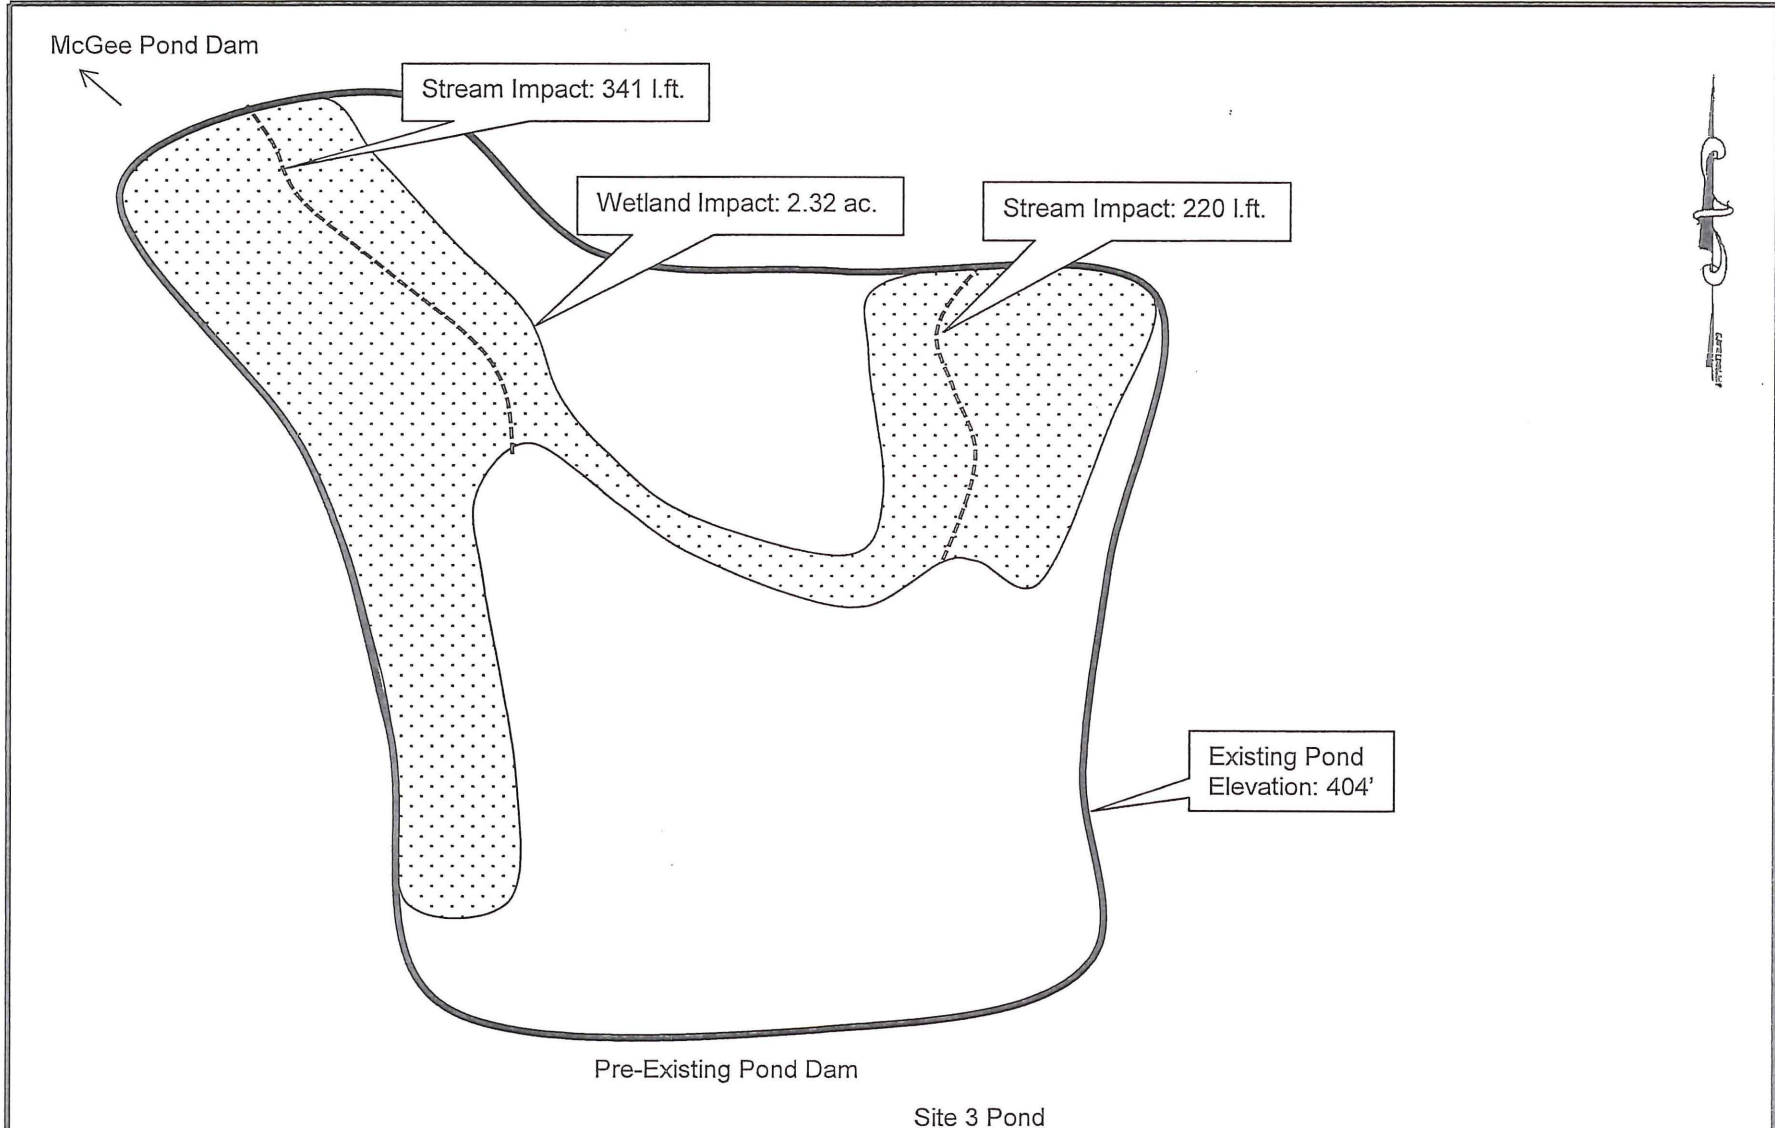 McGee Pond Dam
Stream Impact: 341 l.ft.
Wetland Impact: 2.32 ac.
Stream Impact: 220 l.ft.
Existing Pond
Elevation: 404'
Pre-Existing Pond Dam
Site 3 Pond